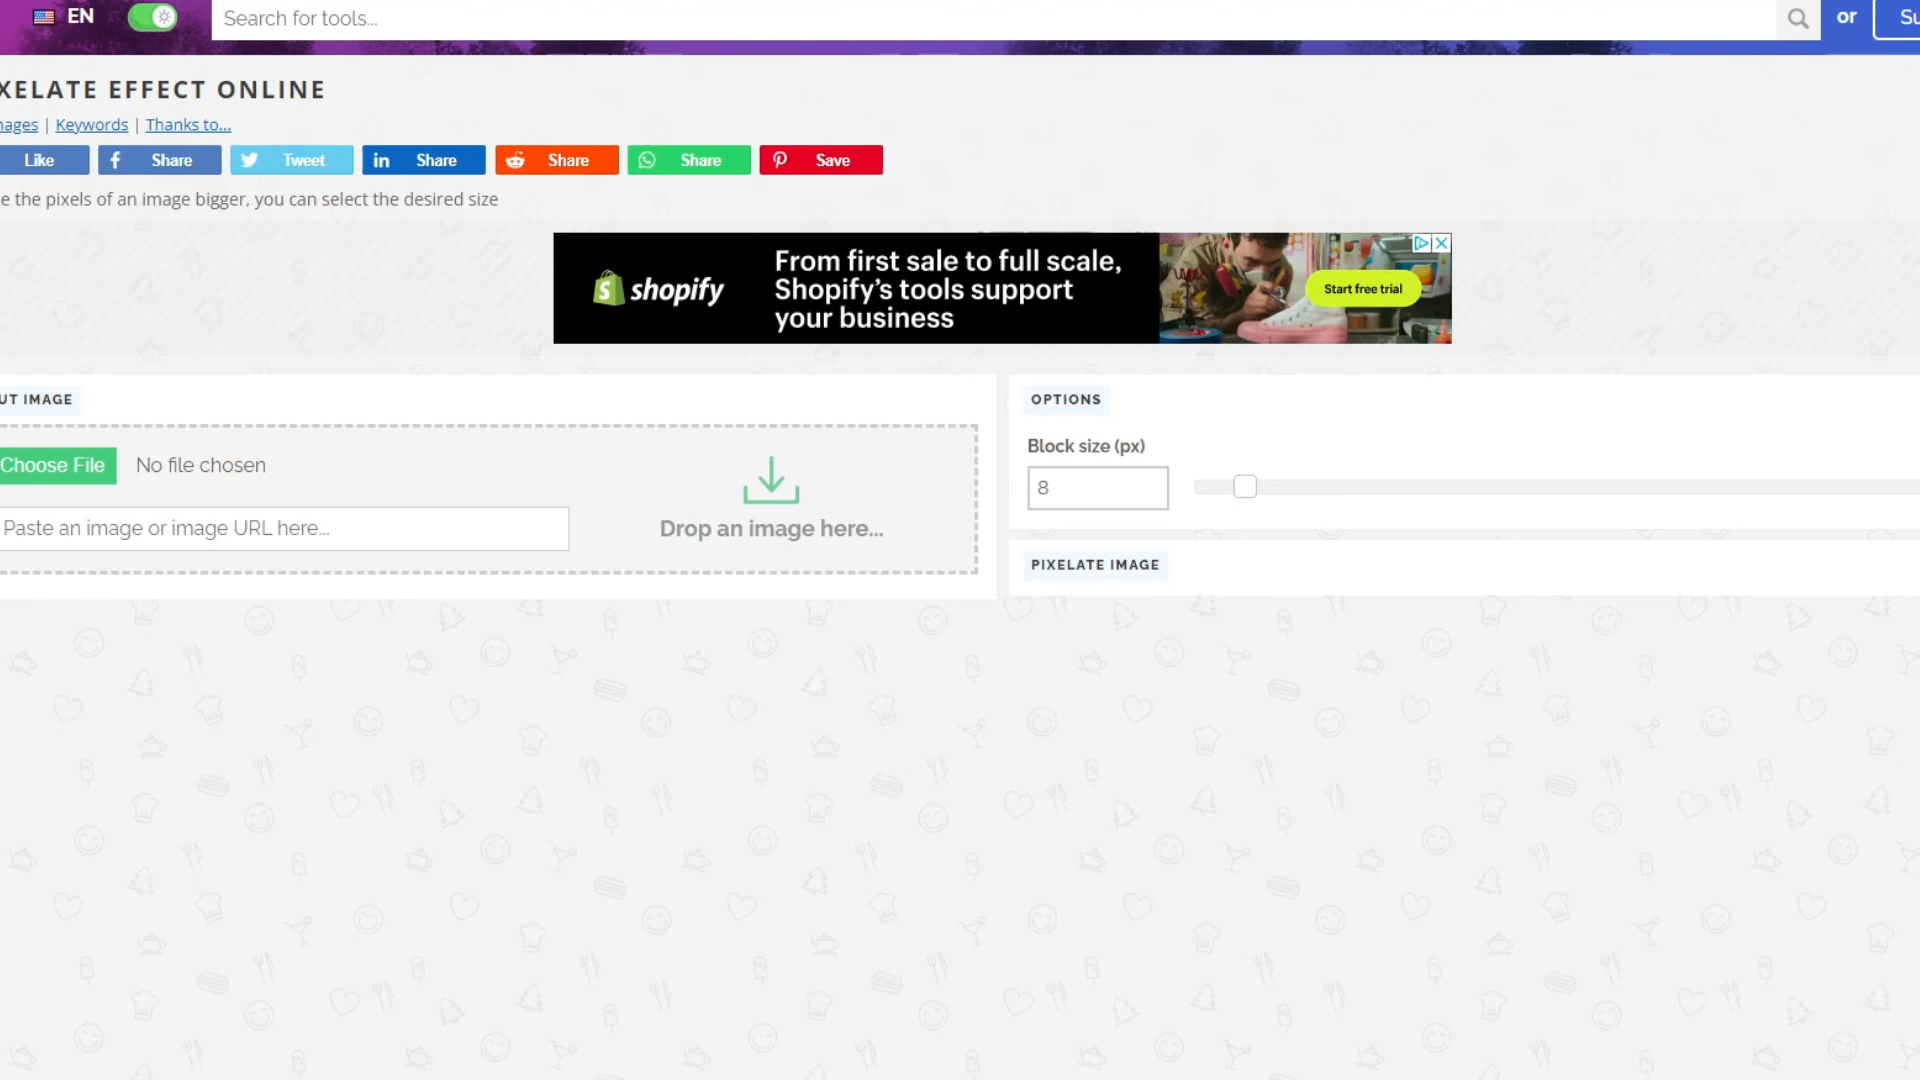 EN
Search for tools...
or
Su
XELATE EFFECT ONLINE
nages | Keywords | Thanks to...
Like
Share
Tweet
Share
Share
Share
Save
e the pixels of an image bigger, you can select the desired size
shopify
From first sale to full scale,
Shopify's tools support
your business
Start free trial
UT IMAGE
Choose File
No file chosen
Paste an image or image URL here...
Drop an image here...
OPTIONS
Block size (px)
8
PIXELATE IMAGE